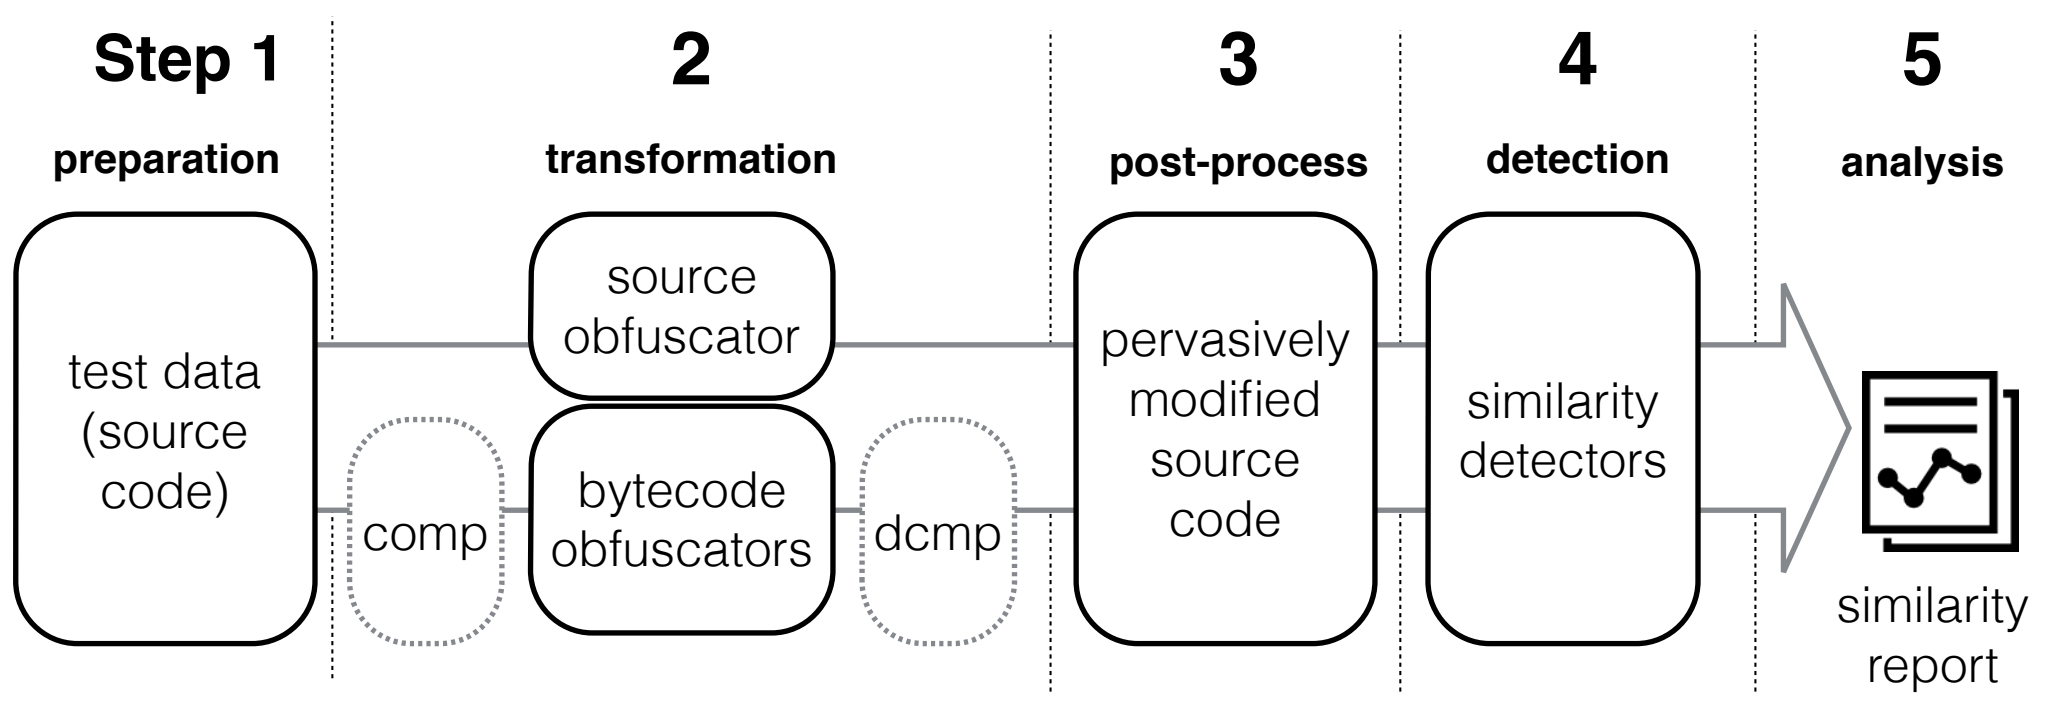 Step 1
2
3
4
5
preparation
transformation
post-process
detection
analysis
test data
(source
code)
source
obfuscator
comp
bytecode
obfuscators
dcmp
pervasively
modified
source
code
similarity
detectors
similarity
report